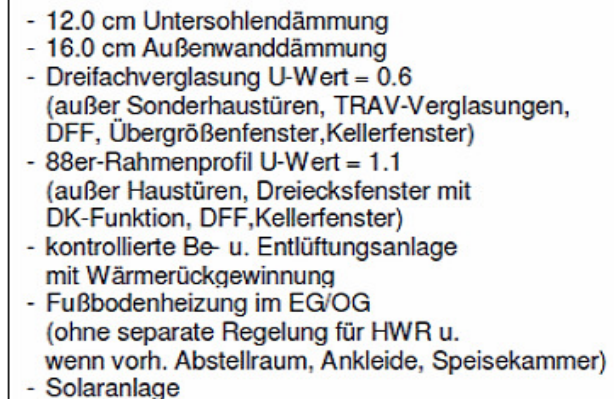 - 12.0 cm Untersohlendämmung
- 16.0 cm Außenwanddämmung
- Dreifachverglasung U-Wert = 0.6
(außer Sonderhaustüren, TRAV-Verglasungen,
DFF, Übergrößenfenster,Kellerfenster)
- 88er-Rahmenprofil U-Wert = 1.1
(außer Haustüren, Dreiecksfenster mit
DK-Funktion, DFF,Kellerfenster)
- kontrollierte Be- u. Entlüftungsanlage
mit Wärmerückgewinnung
- Fußbodenheizung im EG/OG
(ohne separate Regelung für HWR u.
wenn vorh. Abstellraum, Ankleide, Speisekammer)
- Solaranlage